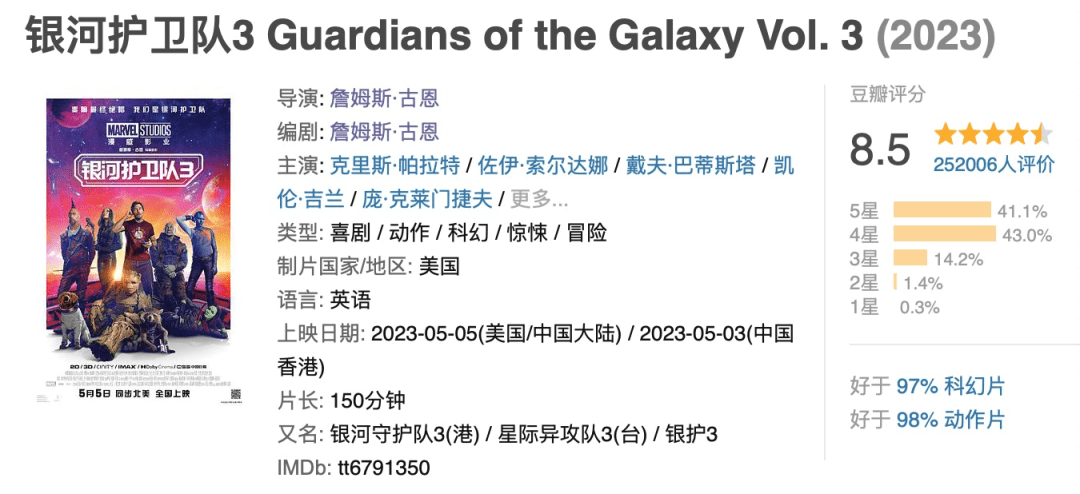 银河护卫队3 Guardians of the Galaxy Vol. 3 (2023)
MARVEL STUDIOS
漫威影业
银河护卫队3
5月5日 同步北美 全国上映
导演: 詹姆斯·古恩
编剧: 詹姆斯·古恩
主演: 克里斯·帕拉特 / 佐伊·索尔达娜 / 戴夫·巴蒂斯塔 / 凯
伦·吉兰 / 庞·克莱门捷夫 / 更多...
类型: 喜剧 / 动作 / 科幻 / 惊悚 / 冒险
制片国家/地区: 美国
语言: 英语
上映日期: 2023-05-05(美国/中国大陆) / 2023-05-03(中国
香港)
片长: 150分钟
又名: 银河守护队3(港) / 星际异攻队3(台) / 银护3
IMDb: tt6791350
豆瓣评分
8.5
252006人评价
5星 41.1%
4星 43.0%
3星 14.2%
2星 1.4%
1星 0.3%
好于 97% 科幻片
好于 98% 动作片